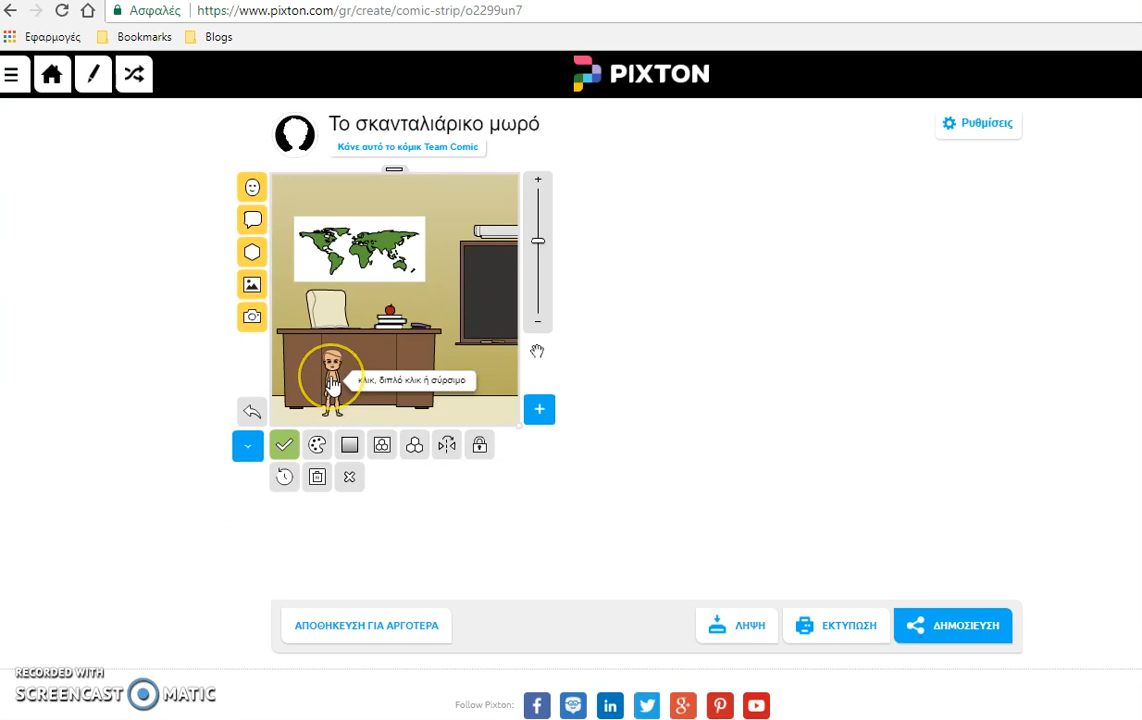 Ασφαλές https://www.pixton.com/gr/create/comic-strip/o2299un7
Εφαρμογές Bookmarks Blogs
PIXTON
Το σκανταλιάρικο μωρό
Κάνε αυτό το κόμικ Team Comic
Ρυθμίσεις
κλικ, διπλό κλικ ή σύρσιμο
ΑΠΟΘΗΚΕΥΣΗ ΓΙΑ ΑΡΓΟΤΕΡΑ
ΛΗΨΗ
ΕΚΤΥΠΩΣΗ
ΔΗΜΟΣΙΕΥΣΗ
RECORDED WITH
SCREENCAST MATIC
Follow Pixton: